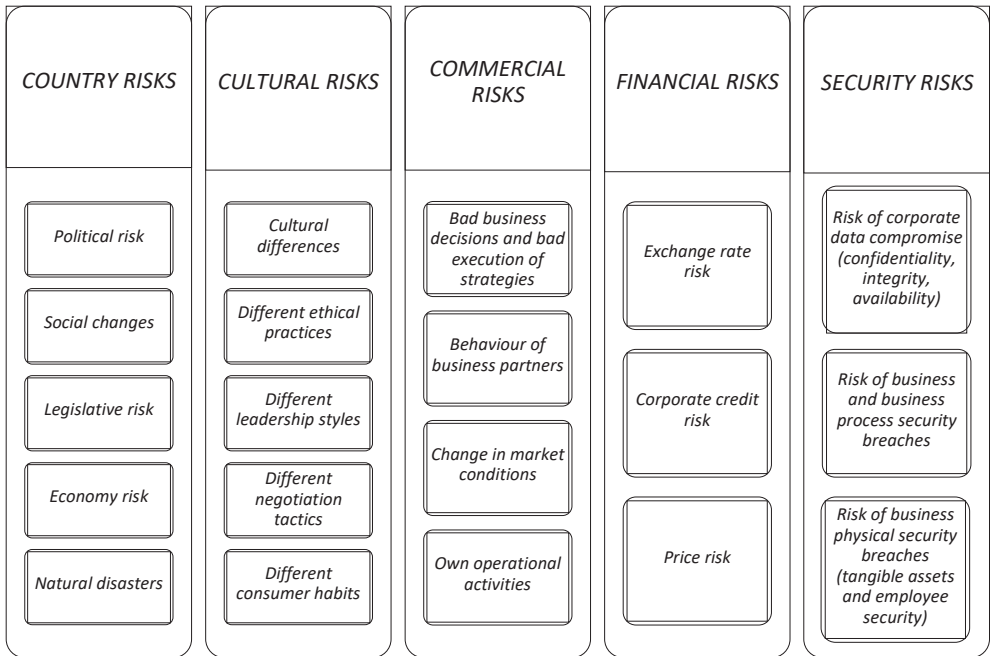 COUNTRY RISKS
Political risk
Social changes
Legislative risk
Economy risk
Natural disasters
CULTURAL RISKS
Cultural
differences
Different ethical
practices
Different
leadership styles
Different
negotiation
tactics
Different
consumer habits
COMMERCIAL
RISKS
Bad business
decisions and bad
execution of
strategies
Behaviour of
business partners
Change in market
conditions
Own operational
activities
FINANCIAL RISKS
Exchange rate
risk
Corporate credit
risk
Price risk
SECURITY RISKS
Risk of corporate
data compromise
(confidentiality,
integrity,
availability)
Risk of business
and business
process security
breaches
Risk of business
physical security
breaches
(tangible assets
and employee
security)